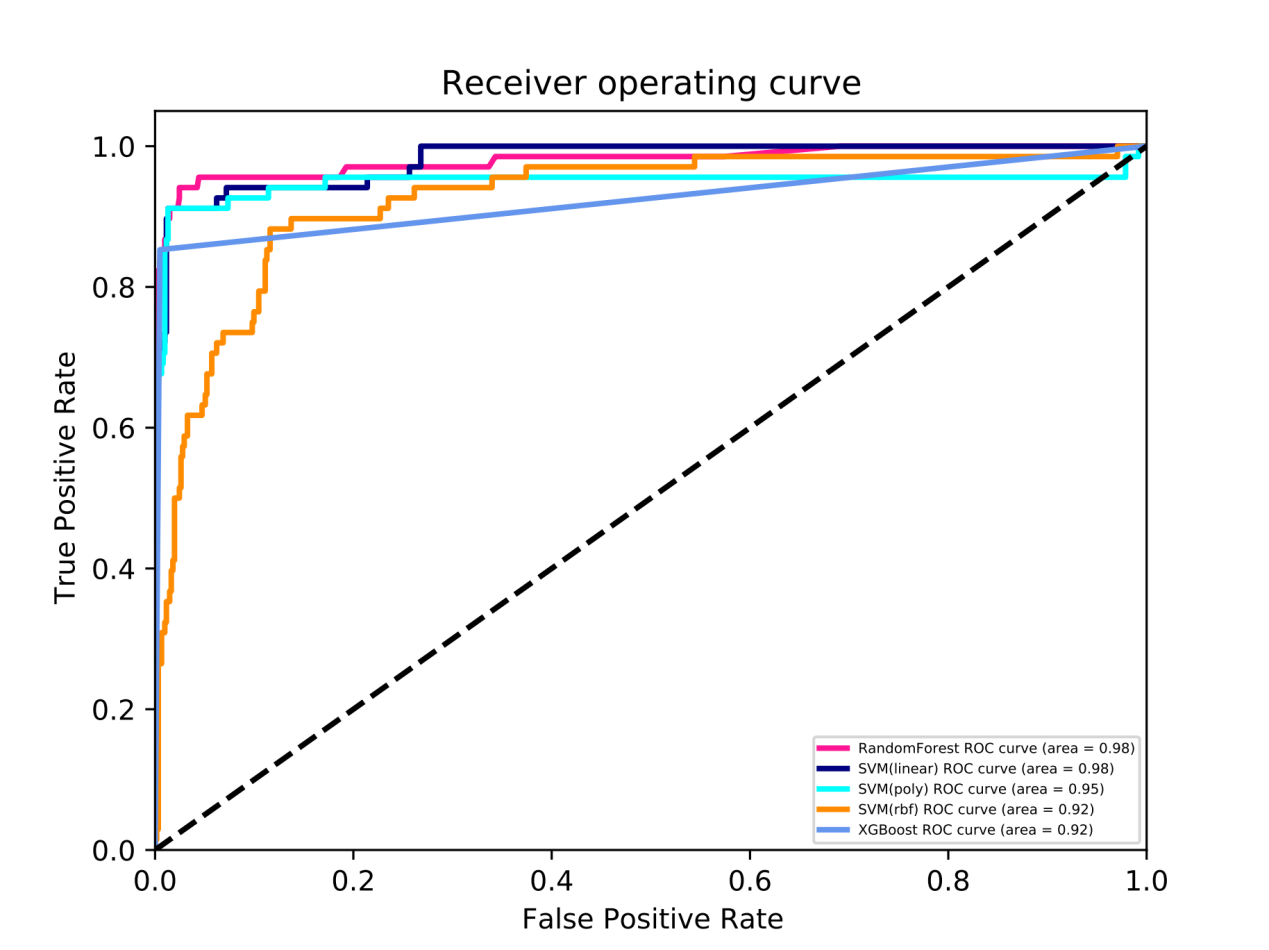 Receiver operating curve
1.0
0.8
0.6
0.4
0.2
0.0
True Positive Rate
0.0 0.2 0.4 0.6 0.8 1.0
False Positive Rate
RandomForest ROC curve (area = 0.98)
SVM(linear) ROC curve (area = 0.98)
SVM(poly) ROC curve (area = 0.95)
SVM(rbf) ROC curve (area = 0.92)
XGBoost ROC curve (area = 0.92)